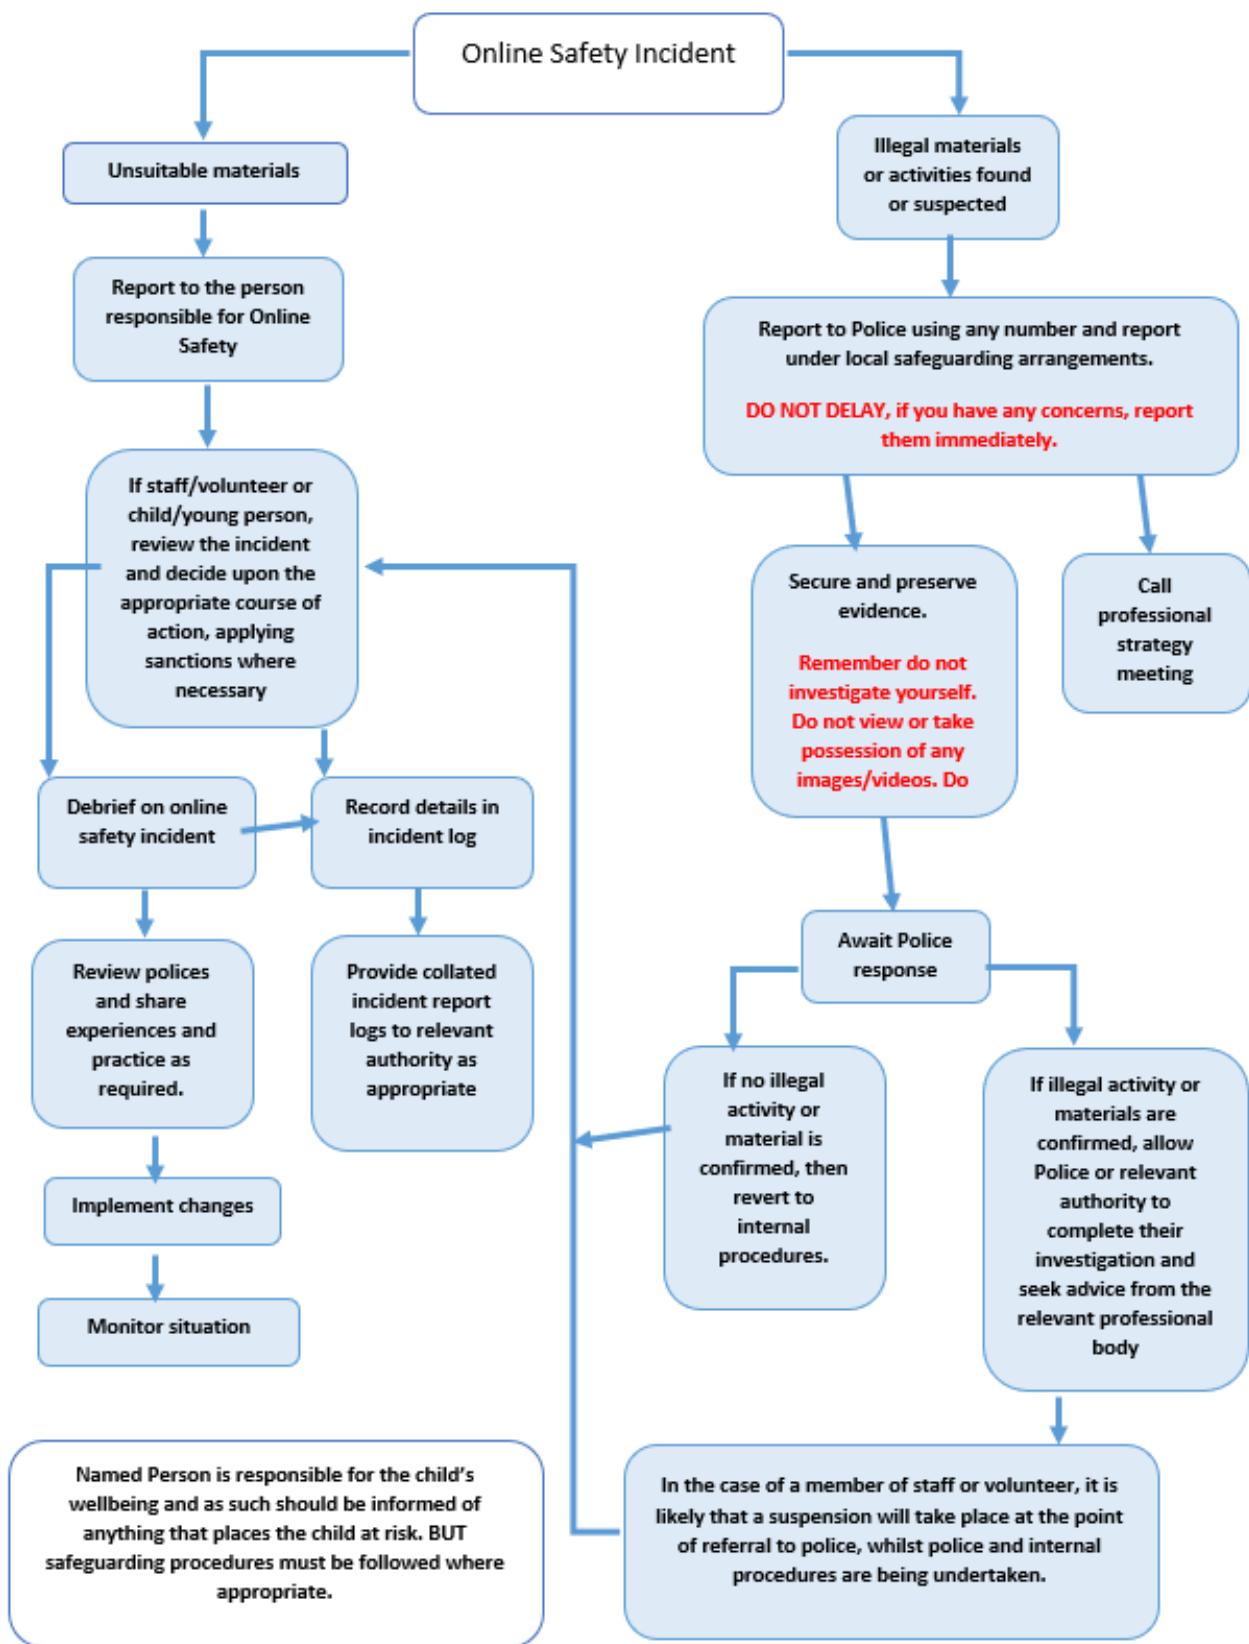 Online Safety Incident
Unsuitable materials
Report to the person
responsible for Online
Safety
If staff/volunteer or
child/young person,
review the incident
and decide upon the
appropriate course of
action, applying
sanctions where
necessary
Debrief on online
safety incident
Record details in
incident log
Review polices
and share
experiences and
practice as
required.
Provide collated
incident report
logs to relevant
authority as
appropriate
Implement changes
Monitor situation
Illegal materials
or activities found
or suspected
Report to Police using any number and report
under local safeguarding arrangements.
DO NOT DELAY, if you have any concerns, report
them immediately.
Secure and preserve
evidence.
Remember do not
investigate yourself.
Do not view or take
possession of any
images/videos. Do
Call
professional
strategy
meeting
Await Police
response
If no illegal
activity or
material is
confirmed, then
revert to
internal
procedures.
If illegal activity or
materials are
confirmed, allow
Police or relevant
authority to
complete their
investigation and
seek advice from the
relevant professional
body
In the case of a member of staff or volunteer, it is
likely that a suspension will take place at the point
of referral to police, whilst police and internal
procedures are being undertaken.
Named Person is responsible for the child's
wellbeing and as such should be informed of
anything that places the child at risk. BUT
safeguarding procedures must be followed where
appropriate.